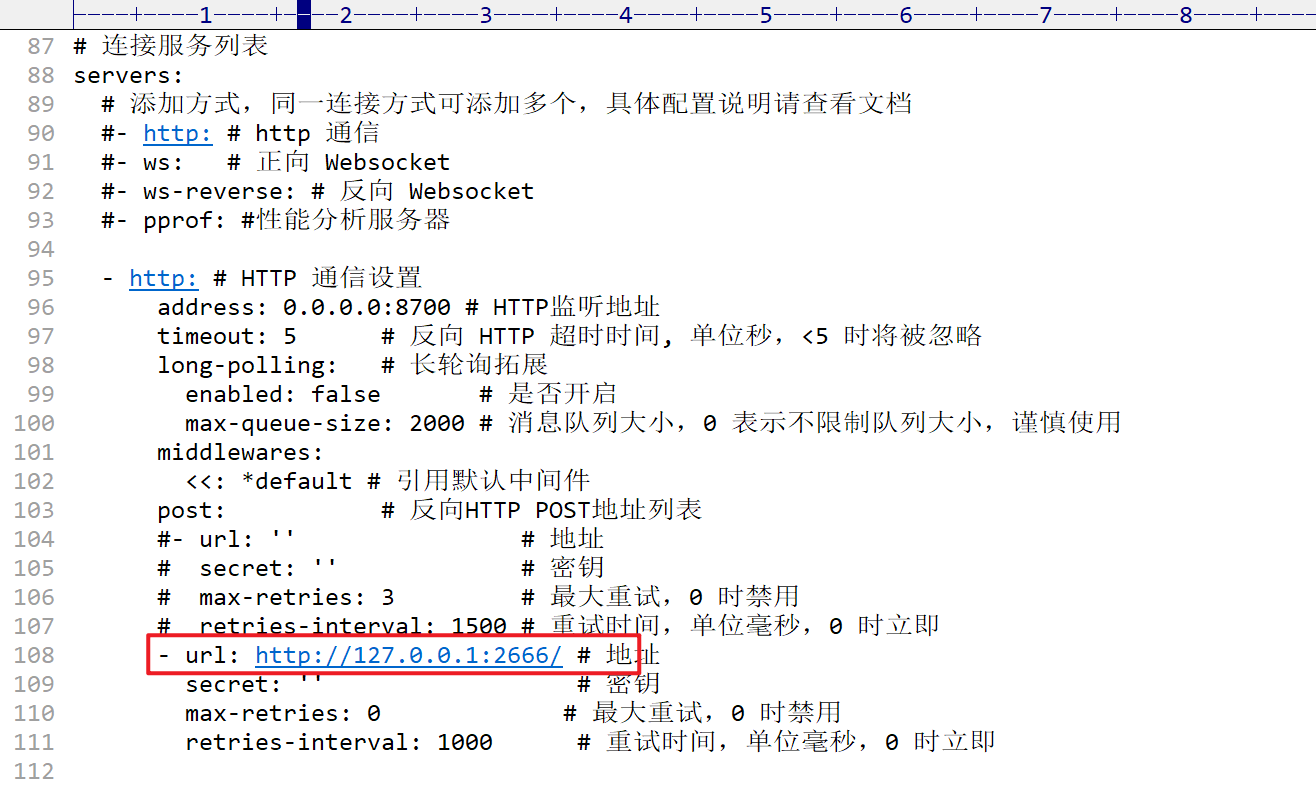 1 2 3 4 5 6 7 8
87 # 连接服务列表
88 servers:
89   # 添加方式，同一连接方式可添加多个，具体配置说明请查看文档
90   #- http: # http 通信
91   #- ws:   # 正向 Websocket
92   #- ws-reverse: # 反向 Websocket
93   #- pprof: #性能分析服务器
94
95   - http: # HTTP 通信设置
96       address: 0.0.0.0:8700 # HTTP监听地址
97       timeout: 5      # 反向 HTTP 超时时间, 单位秒，<5 时将被忽略
98       long-polling:   # 长轮询拓展
99         enabled: false       # 是否开启
100         max-queue-size: 2000 # 消息队列大小，0 表示不限制队列大小，谨慎使用
101       middlewares:
102         <<: *default # 引用默认中间件
103       post:           # 反向HTTP POST地址列表
104       #- url: ''                # 地址
105       #  secret: ''             # 密钥
106       #  max-retries: 3         # 最大重试，0 时禁用
107       #  retries-interval: 1500 # 重试时间，单位毫秒，0 时立即
108       - url: http://127.0.0.1:2666/ # 地址
109         secret: ''                  # 密钥
110         max-retries: 0             # 最大重试，0 时禁用
111         retries-interval: 1000      # 重试时间，单位毫秒，0 时立即
112